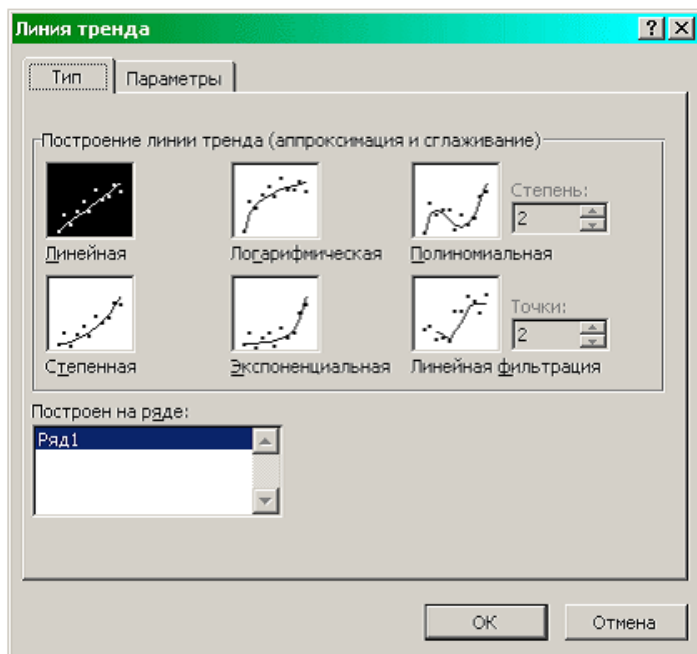 Линия тренда
? X
Тип Параметры
Построение линии тренда (аппроксимация и сглаживание)
Степень:
2
Линейная Логарифмическая Полиномиальная
Точки:
2
Степенная Экспоненциальная Линейная фильтрация
Построен на ряде:
Ряд1
ОК Отмена